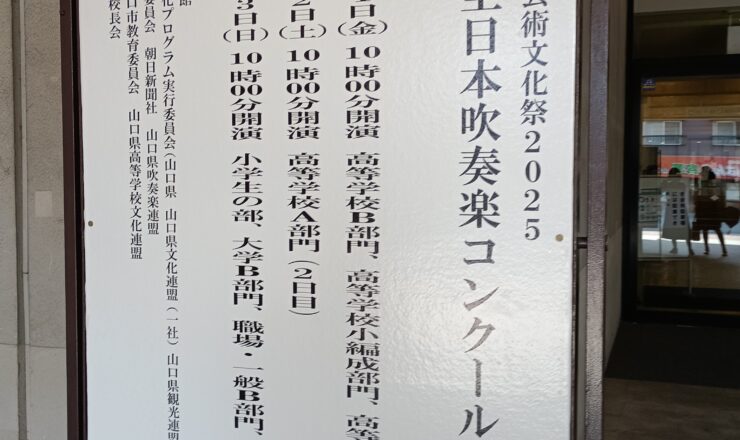 芸術文化祭2025
日本吹奏楽コンクール
日(金) 10時00分開演 高等学校B部門、高等学校小編成部門、高等
2日(土) 10時00分開演 高等学校A部門(2日目)
3日(日) 10時00分開演 小学生の部、大学B部門、職場・一般B部門、
館
化プログラム実行委員会(山口県 山口県文化連盟 (一社)山口県観光連盟
委員会 朝日新聞社 山口県吹奏楽連盟
口市教育委員会 山口県高等学校文化連盟
校長会